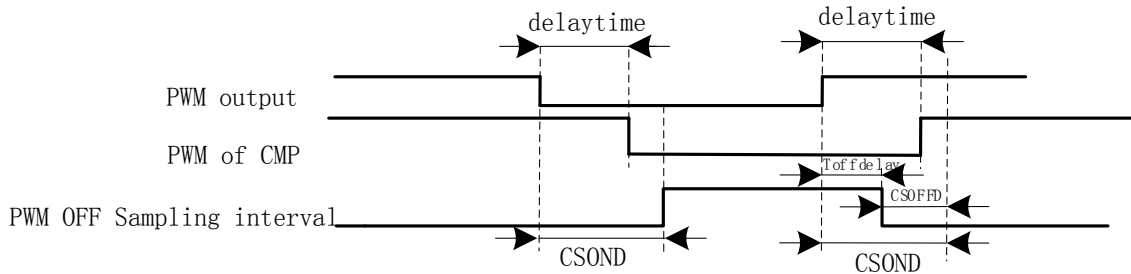 delaytime
delaytime
PWM output
PWM of CMP
Toffdelay
CSOFFD
PWM OFF Sampling interval
CSOND
CSOND